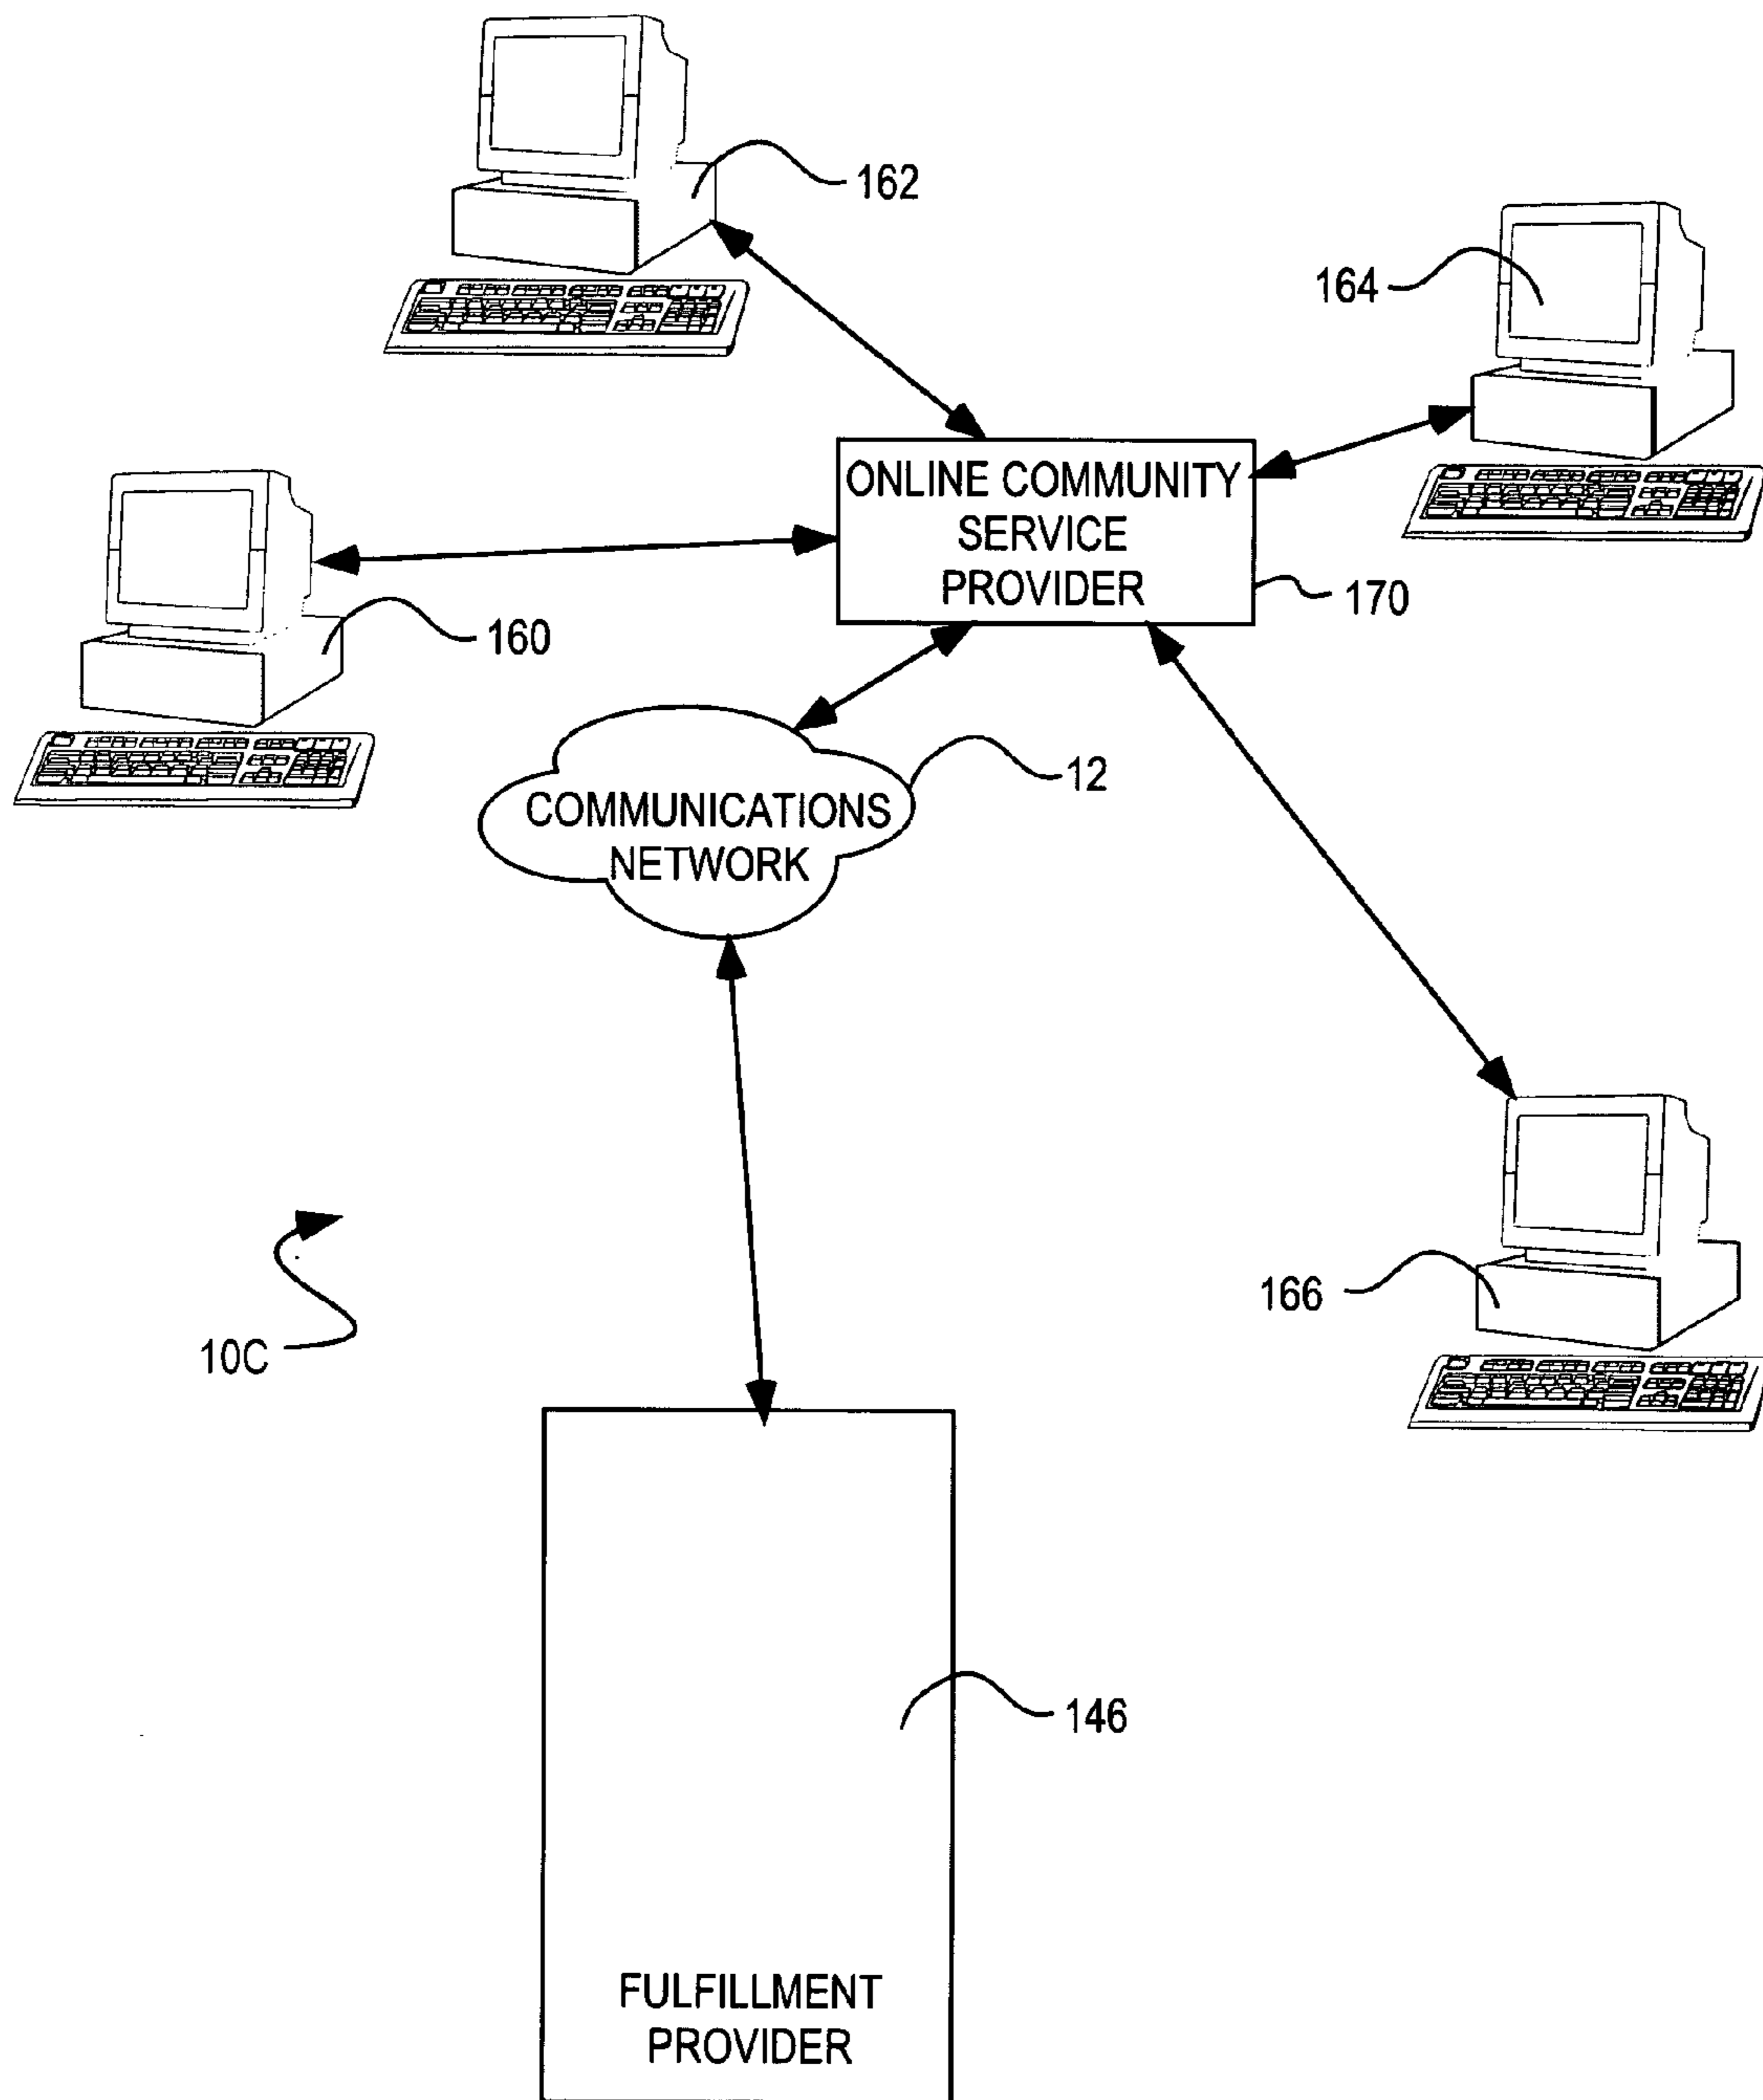 162
164
ONLINE COMMUNITY
SERVICE
PROVIDER
170
160
12
COMMUNICATIONS
NETWORK
166
10C
146
FULFILLMENT
PROVIDER